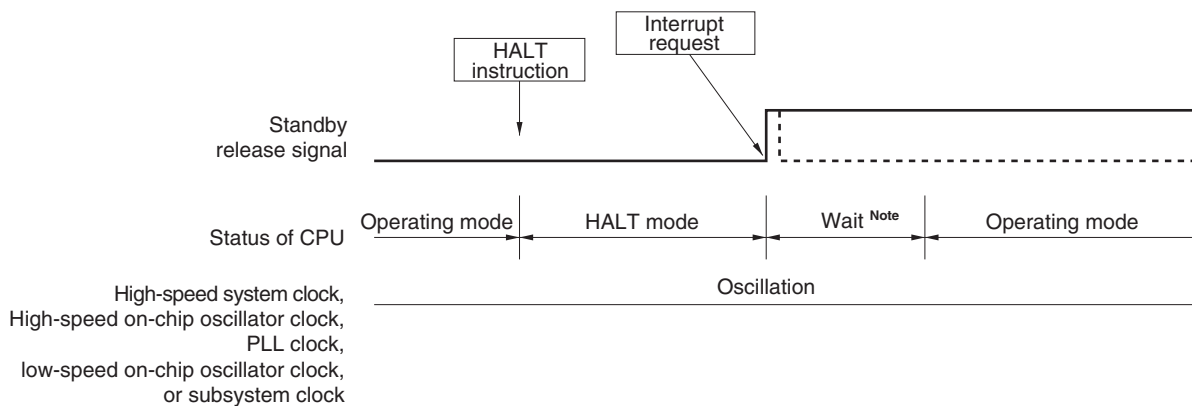 Interrupt
request
HALT
instruction
Standby
release signal
Status of CPU
Operating mode
HALT mode
Wait Note
Operating mode
High-speed system clock,
High-speed on-chip oscillator clock,
PLL clock,
low-speed on-chip oscillator clock,
or subsystem clock
Oscillation